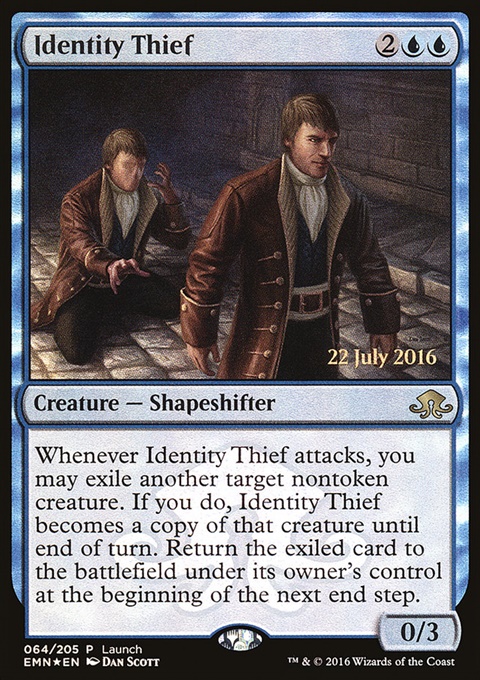 Identity Thief 2
22 July 2016
Creature — Shapeshifter
Whenever Identity Thief attacks, you
may exile another target nontoken
creature. If you do, Identity Thief
becomes a copy of that creature until
end of turn. Return the exiled card to
the battlefield under its owner's control
at the beginning of the next end step.
0/3
064/205 P Launch
EMN★EN Dan Scott
™ & © 2016 Wizards of the Coast